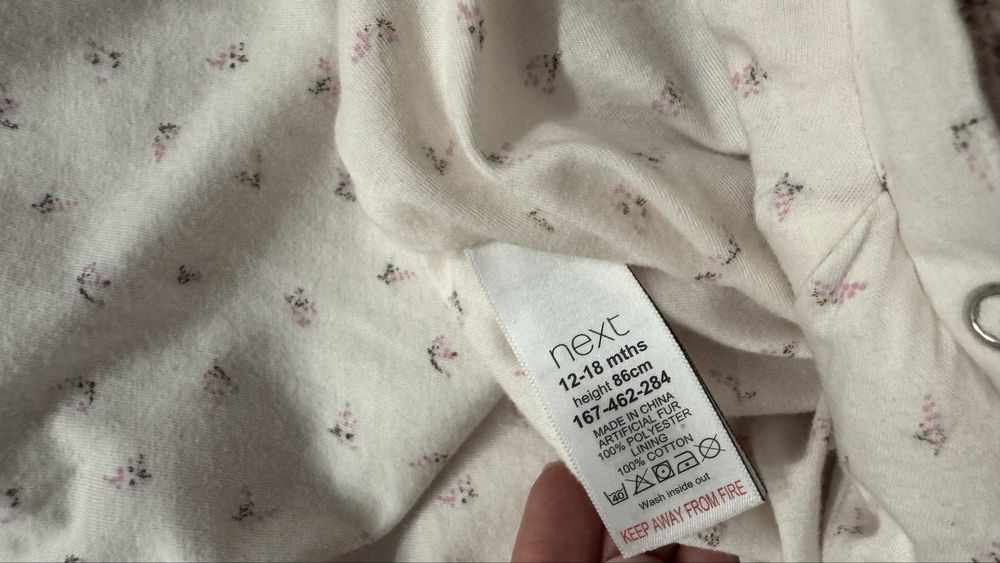 next
12-18 mths
height 86cm
167-462-284
MADE IN CHINA
ARTIFICIAL FUR
100% POLYESTER
LINING
100% COTTON
40
Wash inside out
KEEP AWAY FROM FIRE